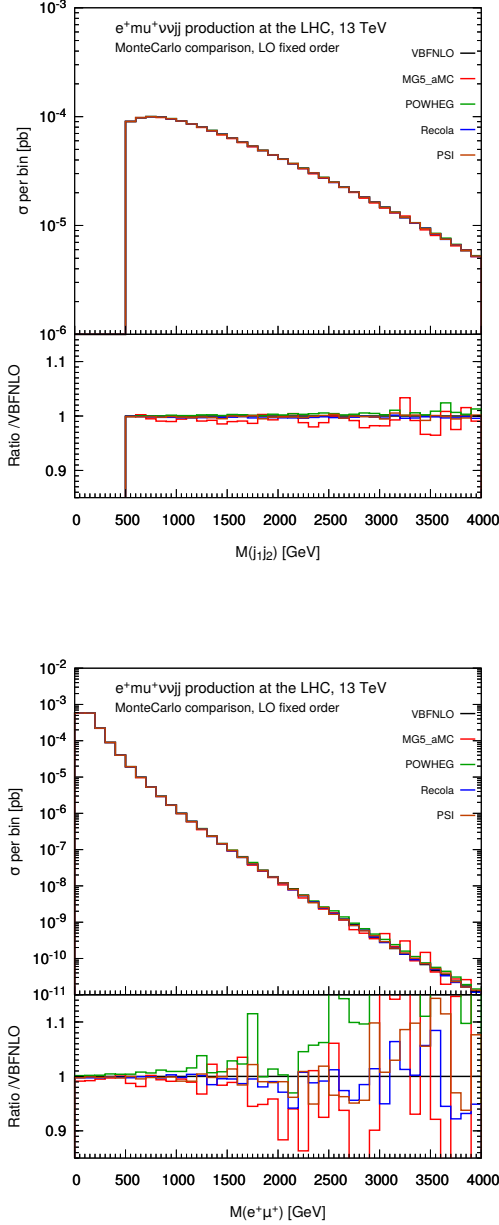 e⁺mu⁺ννjj production at the LHC, 13 TeV
MonteCarlo comparison, LO fixed order
VBFNLO
MG5_aMC
POWHEG
Recola
PSI
σ per bin [pb]
10⁻³
10⁻⁴
10⁻⁵
10⁻⁶
Ratio /VBFNLO
1.1
1
0.9
0 500 1000 1500 2000 2500 3000 3500 4000
M(j₁j₂) [GeV]
e⁺mu⁺ννjj production at the LHC, 13 TeV
MonteCarlo comparison, LO fixed order
VBFNLO
MG5_aMC
POWHEG
Recola
PSI
σ per bin [pb]
10⁻²
10⁻³
10⁻⁴
10⁻⁵
10⁻⁶
10⁻⁷
10⁻⁸
10⁻⁹
10⁻¹⁰
10⁻¹¹
Ratio /VBFNLO
1.1
1
0.9
0 500 1000 1500 2000 2500 3000 3500 4000
M(e⁺μ⁺) [GeV]